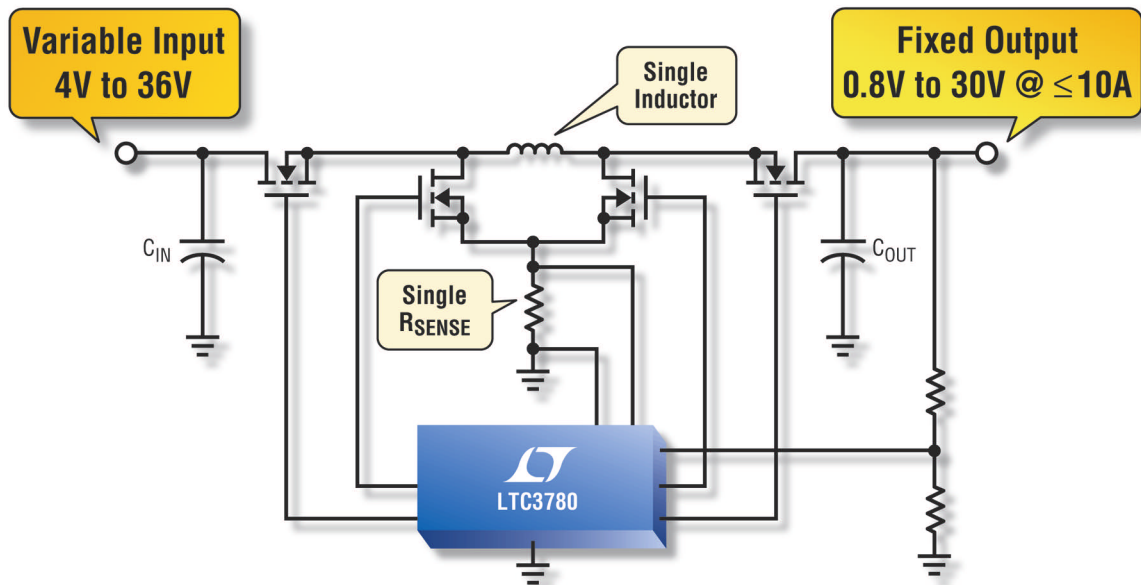 Variable Input
4V to 36V
Single
Inductor
Fixed Output
0.8V to 30V @ ≤10A
CIN
Single
RSENSE
COUT
LTC3780